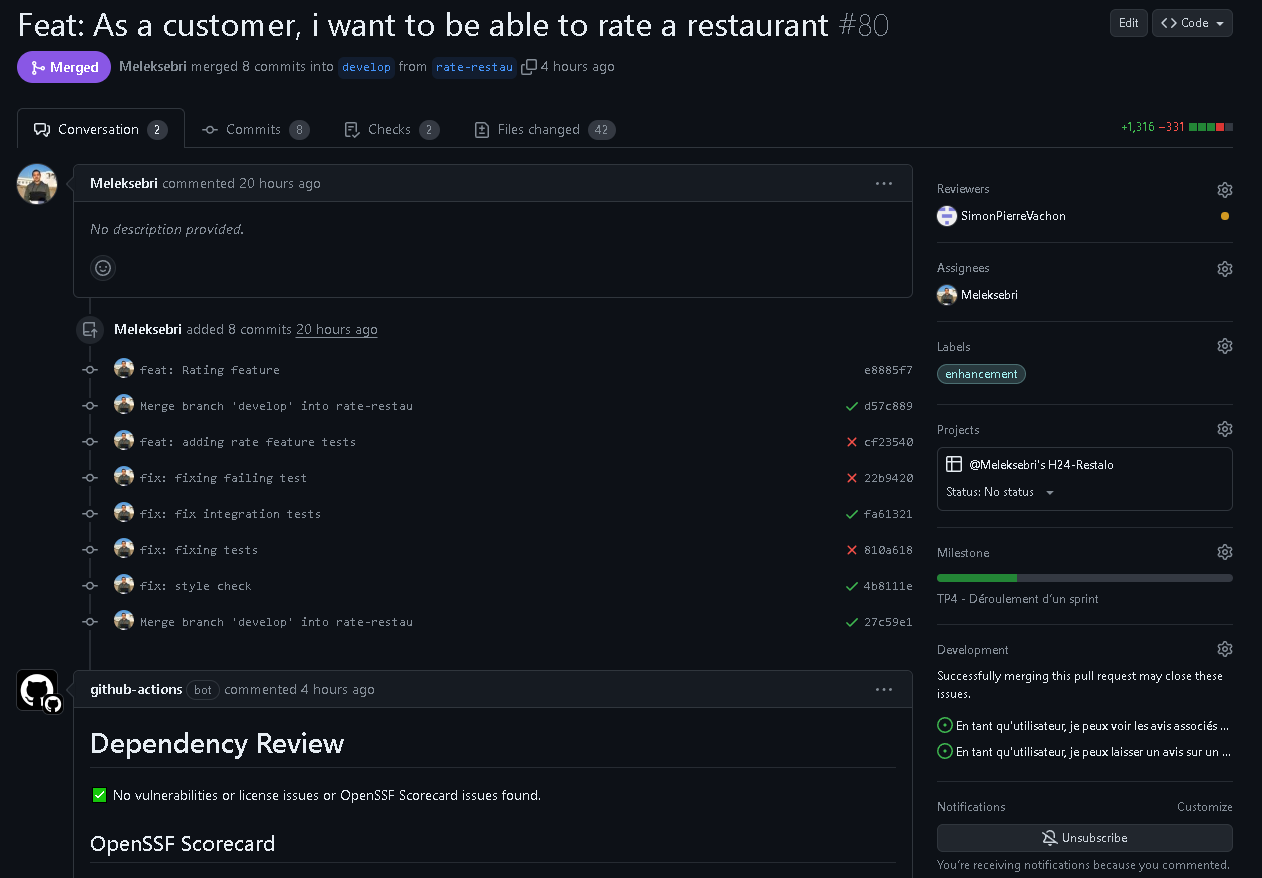 Feat: As a customer, i want to be able to rate a restaurant #80
Edit
Code
Merged
Meleksebri merged 8 commits into develop from rate-restau 4 hours ago
Conversation 2
Commits 8
Checks 2
Files changed 42
+1,316 −331
Meleksebri commented 20 hours ago
No description provided.
Meleksebri added 8 commits 20 hours ago
feat: Rating feature e8885f7
Merge branch 'develop' into rate-restau d57c889
feat: adding rate feature tests cf23540
fix: fixing failing test 22b9420
fix: fix integration tests fa61321
fix: fixing tests 810a618
fix: style check 4b8111e
Merge branch 'develop' into rate-restau 27c59e1
github-actions bot commented 4 hours ago
Dependency Review
No vulnerabilities or license issues or OpenSSF Scorecard issues found.
OpenSSF Scorecard
Reviewers
SimonPierreVachon
Assignees
Meleksebri
Labels
enhancement
Projects
@Meleksebri's H24-Restalo
Status: No status
Milestone
TP4 - Déroulement d'un sprint
Development
Successfully merging this pull request may close these
issues.
En tant qu'utilisateur, je peux voir les avis associés ...
En tant qu'utilisateur, je peux laisser un avis sur un ...
Notifications
Customize
Unsubscribe
You're receiving notifications because you commented.